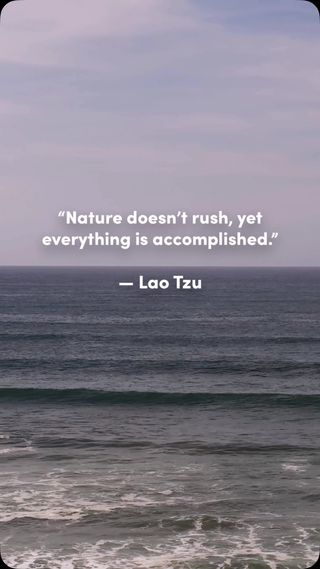 “Nature doesn’t rush, yet
everything is accomplished.”
— Lao Tzu